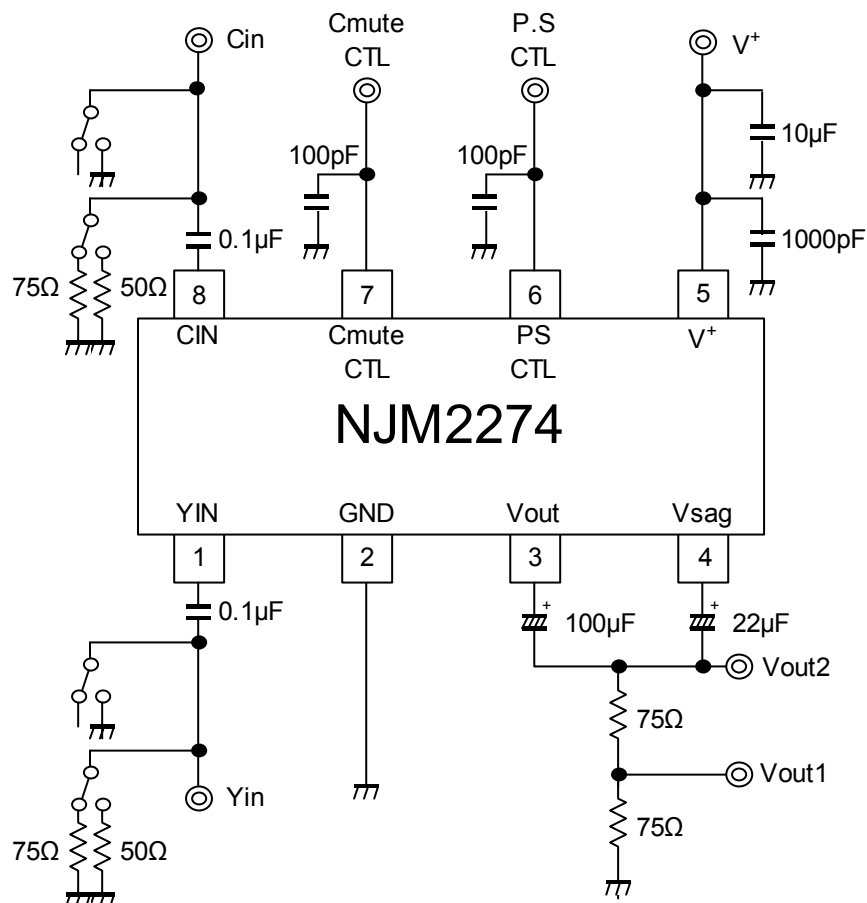 Cin
Cmute
CTL
P.S
CTL
V⁺
100pF
100pF
10µF
0.1µF
1000pF
75Ω
50Ω
8
7
6
5
CIN
Cmute
CTL
PS
CTL
V⁺
NJM2274
YIN
GND
Vout
Vsag
1
2
3
4
0.1µF
+
100µF
+
22µF
Vout2
75Ω
Vout1
Yin
75Ω
50Ω
75Ω